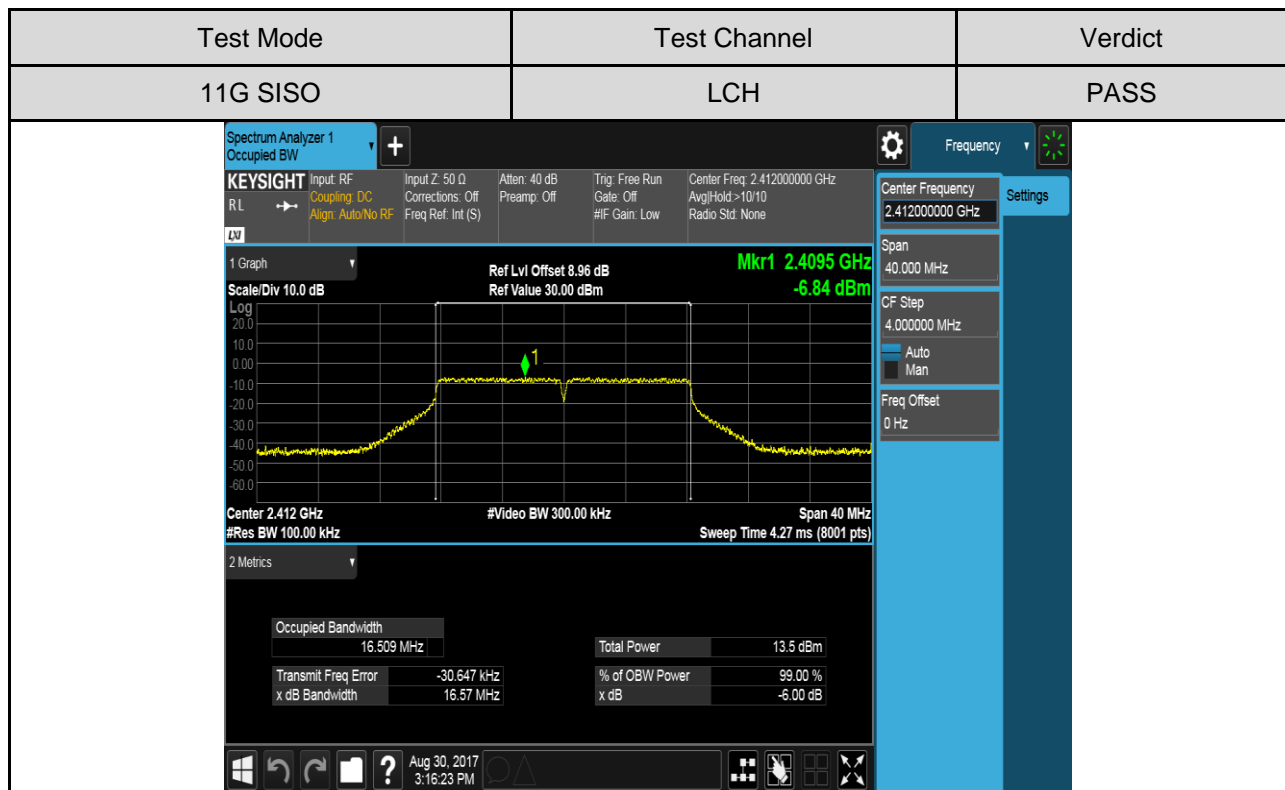 Test Mode Test Channel Verdict
11G SISO LCH PASS
Spectrum Analyzer 1
Occupied BW
+
Frequency
KEYSIGHT Input: RF Input Z: 50 Ω Atten: 40 dB Trig: Free Run Center Freq: 2.412000000 GHz
RL Coupling: DC Corrections: Off Preamp: Off Gate: Off Avg|Hold:>10/10
Align: Auto/No RF Freq Ref: Int (S) #IF Gain: Low Radio Std: None
LXI
Center Frequency
2.412000000 GHz
Settings
Span
40.000 MHz
CF Step
4.000000 MHz
Auto
Man
Freq Offset
0 Hz
1 Graph
Ref Lvl Offset 8.96 dB
Mkr1 2.4095 GHz
Scale/Div 10.0 dB Ref Value 30.00 dBm -6.84 dBm
Log
20.0
10.0
0.00
-10.0
-20.0
-30.0
-40.0
-50.0
-60.0
1
Center 2.412 GHz #Video BW 300.00 kHz Span 40 MHz
#Res BW 100.00 kHz Sweep Time 4.27 ms (8001 pts)
2 Metrics
Occupied Bandwidth
16.509 MHz Total Power 13.5 dBm
Transmit Freq Error -30.647 kHz % of OBW Power 99.00 %
x dB Bandwidth 16.57 MHz x dB -6.00 dB
? Aug 30, 2017
3:16:23 PM